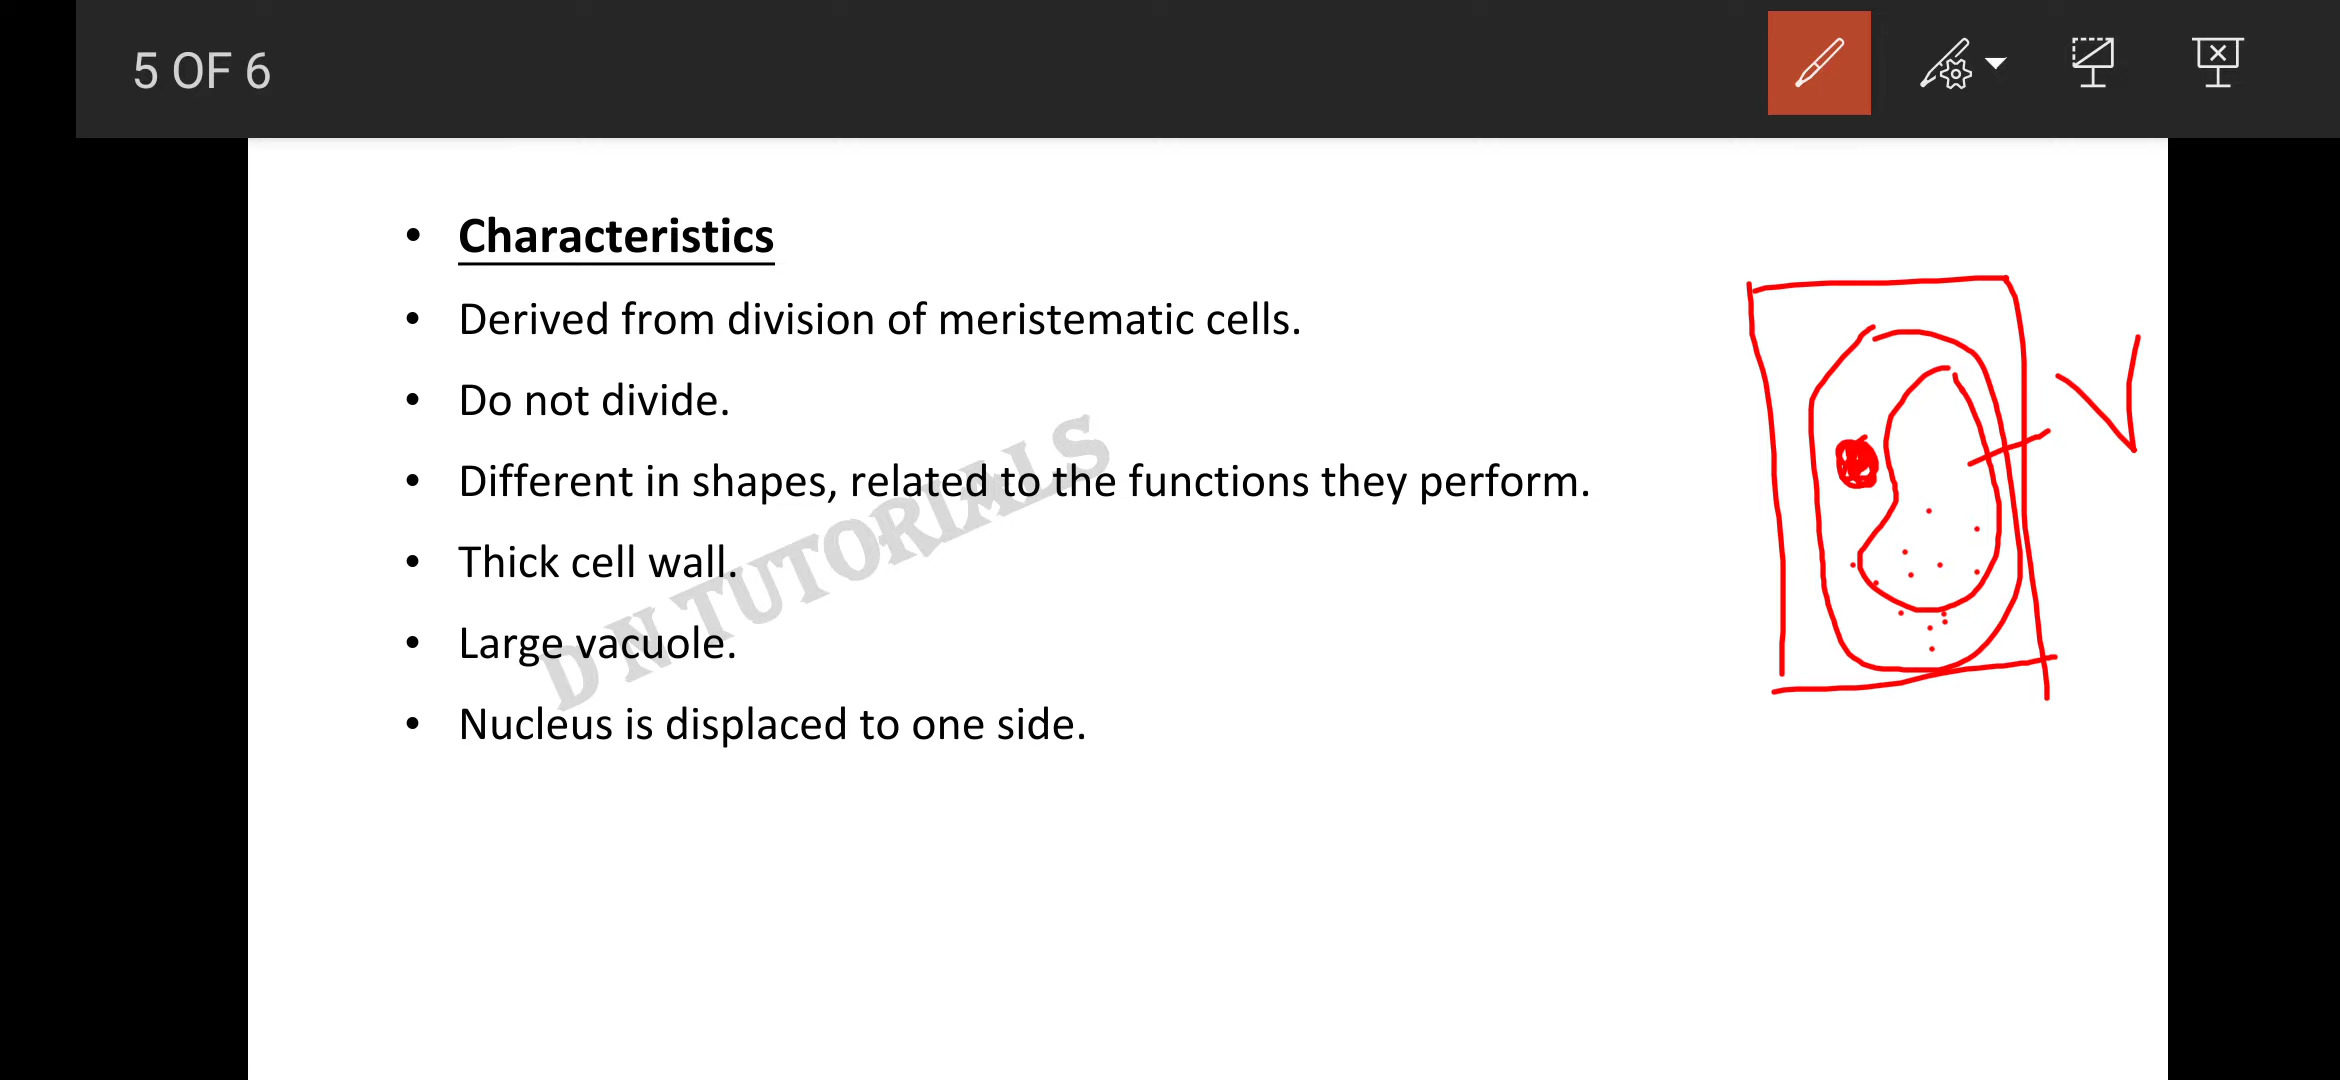 5 OF 6
• Characteristics
• Derived from division of meristematic cells.
• Do not divide.
• Different in shapes, related to the functions they perform.
• Thick cell wall.
• Large vacuole.
• Nucleus is displaced to one side.
D N TUTORIALS
V